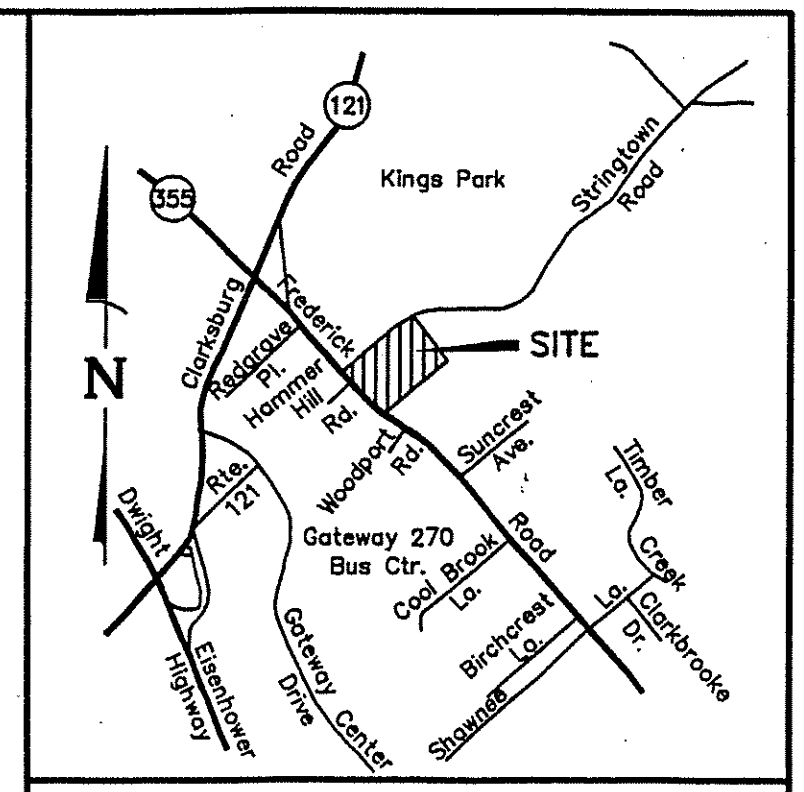 121
Road
Kings Park
Stringtown
Road
355
Clarksburg
Frederick
Redgrave
Pl.
SITE
N
Hammer
Hill
Rd.
Woodport
Rd.
Suncrest
Ave.
Timber
La.
Rte.
121
Dwight
Gateway 270
Bus Ctr.
Road
Cool Brook
La.
Creek
La.
Clarkbrooke
Dr.
Birchcrest
La.
Gateway
Drive
Center
Eisenhower
Highway
Shawnee